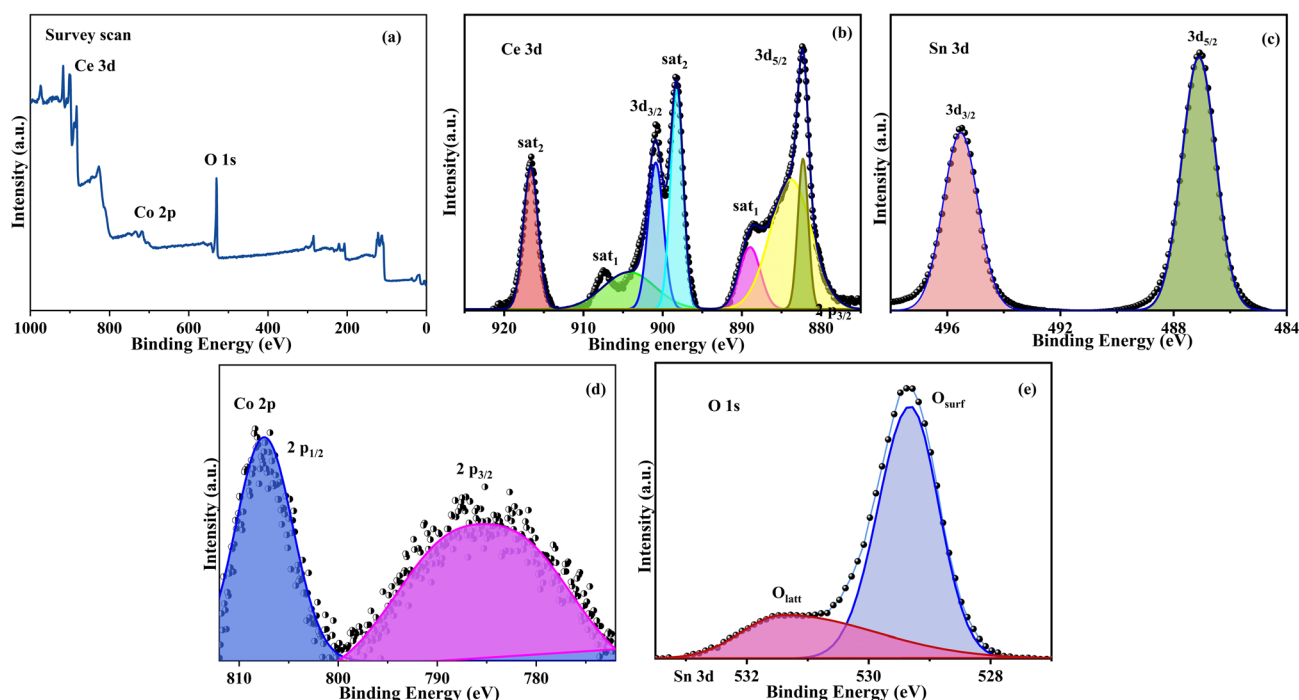 Survey scan
(a)
Ce 3d
O 1s
Co 2p
Intensity (a.u.)
1000 800 600 400 200 0
Binding Energy (eV)
Ce 3d
(b)
sat₂
3d₅/₂
3d₃/₂
sat₂
sat₁
sat₁
2 p₃/₂
Intensity(a.u.)
920 910 900 890 880
Binding energy (eV)
Sn 3d
3d₅/₂
(c)
3d₃/₂
Intensity (a.u.)
496 492 488 484
Binding Energy (eV)
Co 2p
(d)
2 p₁/₂
2 p₃/₂
Intensity (a.u.)
810 800 790 780
Binding Energy (eV)
O 1s
Osurf
(e)
Olatt
Intensity (a.u.)
532 530 528
Sn 3d
Binding Energy (eV)